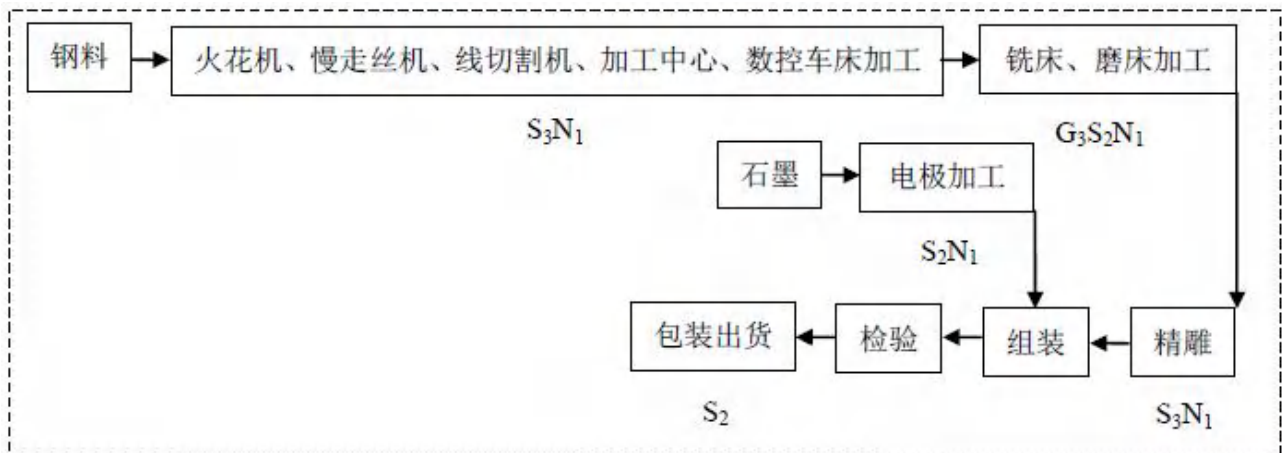 钢料
火花机、慢走丝机、线切割机、加工中心、数控车床加工
铣床、磨床加工
S₃N₁
G₃S₂N₁
石墨
电极加工
S₂N₁
包装出货
检验
组装
精雕
S₂
S₃N₁